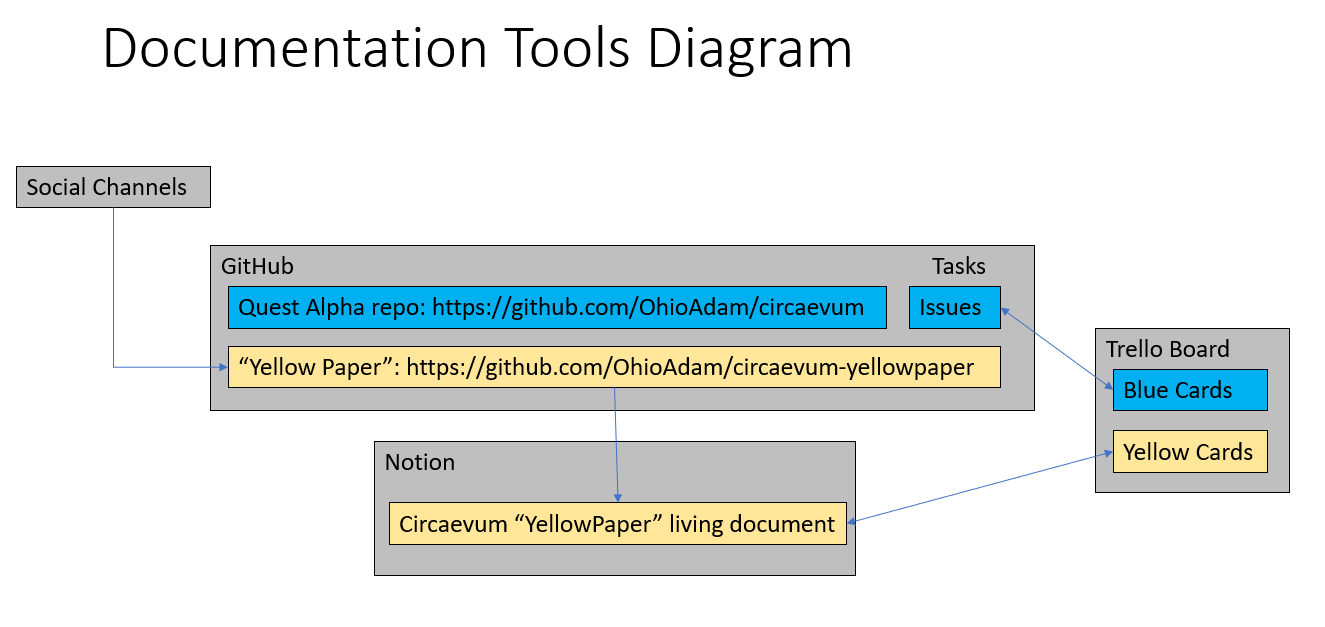 Documentation Tools Diagram
Social Channels
GitHub
Tasks
Quest Alpha repo: https://github.com/OhioAdam/circaevum
Issues
“Yellow Paper”: https://github.com/OhioAdam/circaevum-yellowpaper
Trello Board
Blue Cards
Yellow Cards
Notion
Circaevum “YellowPaper” living document